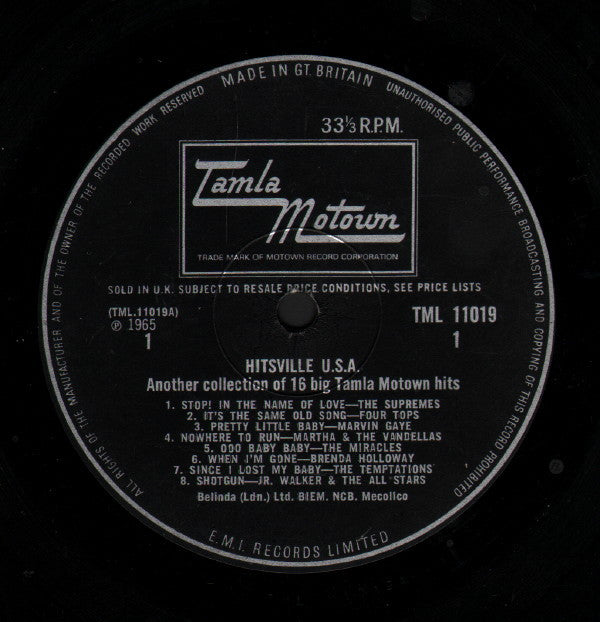 MADE IN GT. BRITAIN
ALL RIGHTS OF THE MANUFACTURER AND OF THE OWNER OF THE RECORDED WORK RESERVED
UNAUTHORISED PUBLIC PERFORMANCE BROADCASTING AND COPYING OF THIS RECORD PROHIBITED
33⅓ R.P.M.
Tamla
Motown
TRADE MARK OF MOTOWN RECORD CORPORATION
SOLD IN U.K. SUBJECT TO RESALE PRICE CONDITIONS, SEE PRICE LISTS
(TML.11019A) TML 11019
℗ 1965
1 1
HITSVILLE U.S.A.
Another collection of 16 big Tamla Motown hits
1. STOP! IN THE NAME OF LOVE—THE SUPREMES
2. IT'S THE SAME OLD SONG—FOUR TOPS
3. PRETTY LITTLE BABY—MARVIN GAYE
4. NOWHERE TO RUN—MARTHA & THE VANDELLAS
5. OOO BABY BABY—THE MIRACLES
6. WHEN I'M GONE—BRENDA HOLLOWAY
7. SINCE I LOST MY BABY—THE TEMPTATIONS
8. SHOTGUN—JR. WALKER & THE ALL STARS
Belinda (Ldn.) Ltd. BIEM. NCB. Mecolico
E.M.I. RECORDS LIMITED